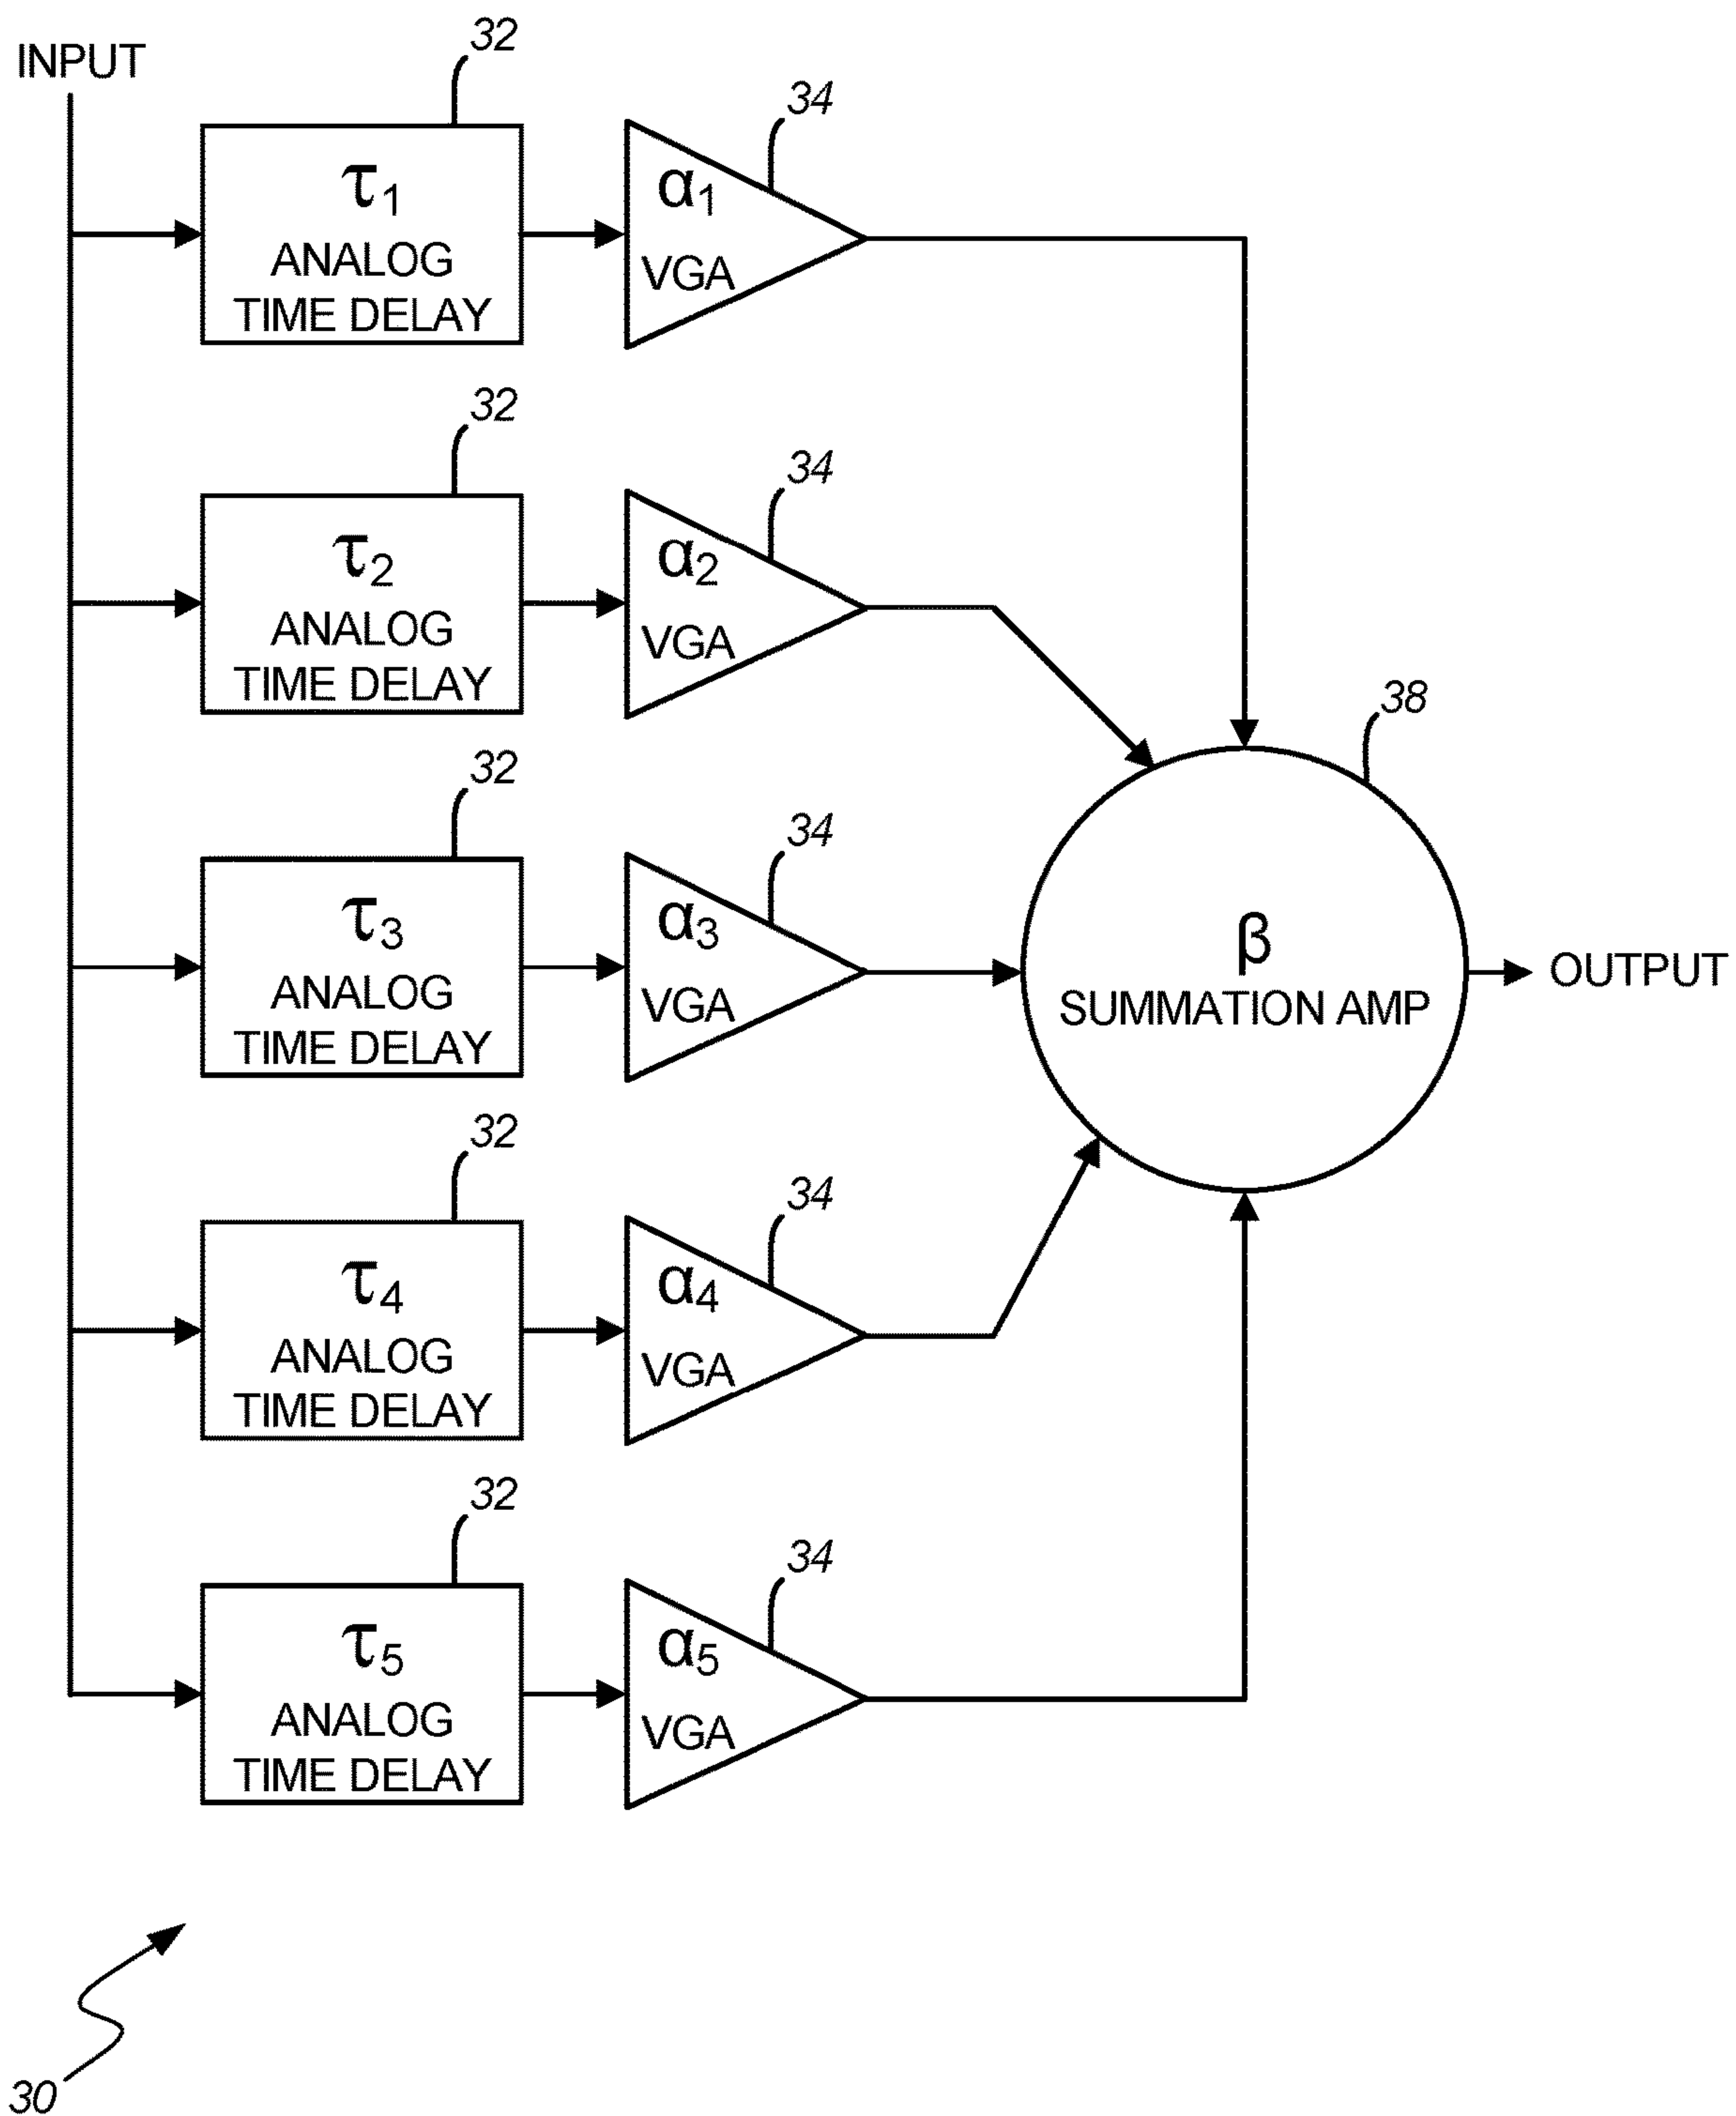 INPUT
32
34
τ1
ANALOG
TIME DELAY
α1
VGA
32
34
τ2
ANALOG
TIME DELAY
α2
VGA
38
32
34
τ3
ANALOG
TIME DELAY
α3
VGA
β
SUMMATION AMP
OUTPUT
32
34
τ4
ANALOG
TIME DELAY
α4
VGA
32
34
τ5
ANALOG
TIME DELAY
α5
VGA
30